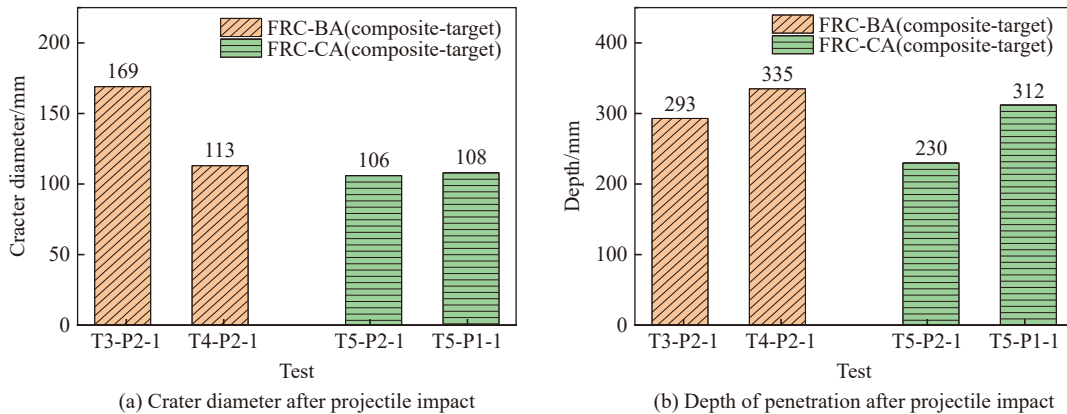 FRC-BA(composite-target)
FRC-CA(composite-target)
200
150
100
50
0
Cracter diameter/mm
169
113
106
108
T3-P2-1
T4-P2-1
T5-P2-1
T5-P1-1
Test
(a) Crater diameter after projectile impact
FRC-BA(composite-target)
FRC-CA(composite-target)
400
300
200
100
0
Depth/mm
293
335
230
312
T3-P2-1
T4-P2-1
T5-P2-1
T5-P1-1
Test
(b) Depth of penetration after projectile impact